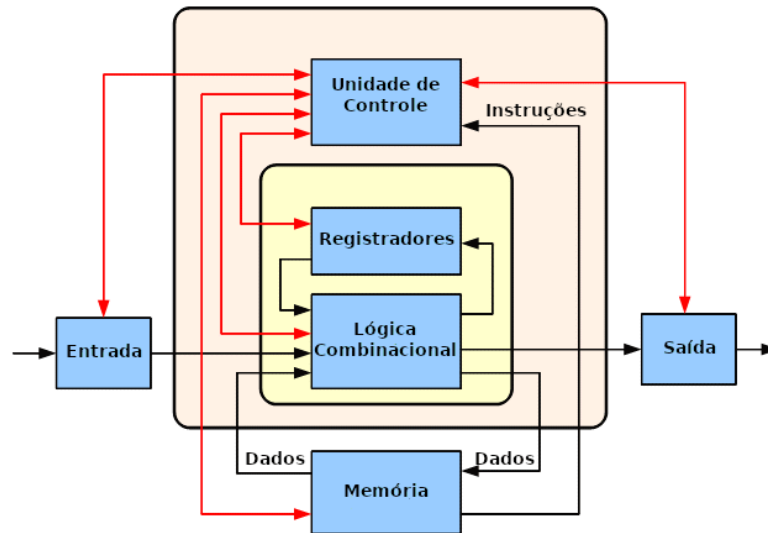 Unidade de
Controle
Instruções
Registradores
Entrada
Lógica
Combinacional
Saída
Dados
Dados
Memória